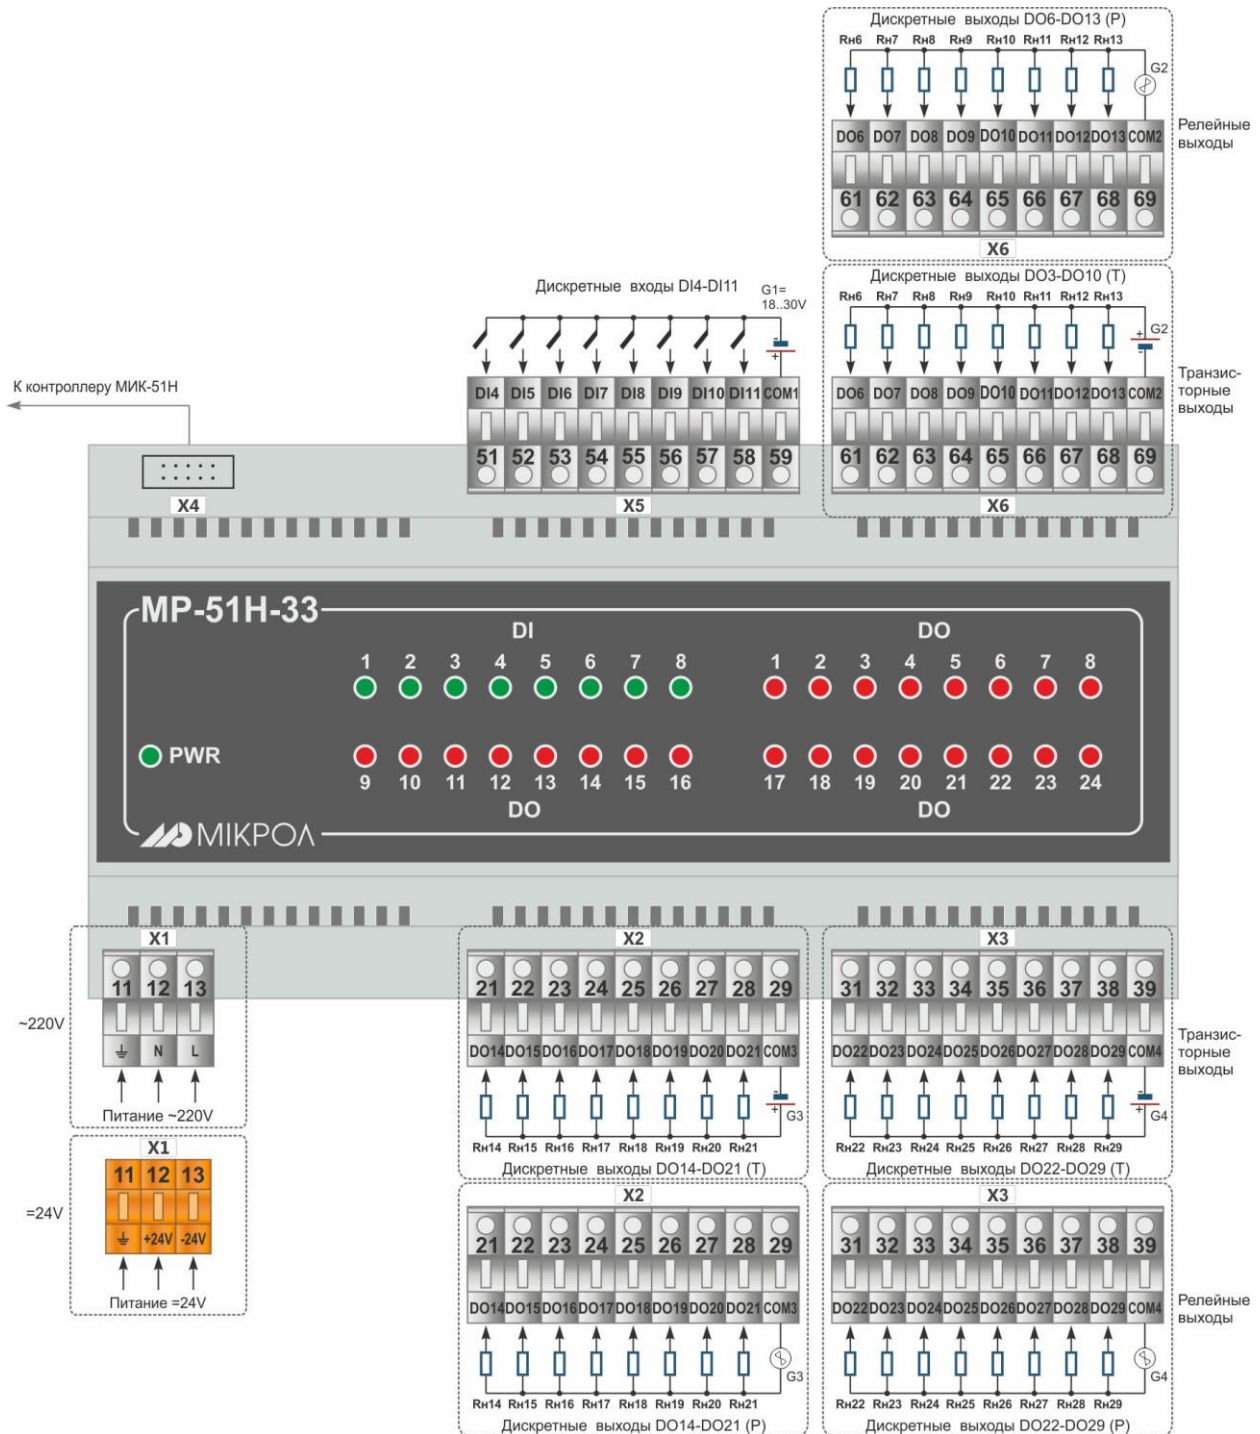 Дискретные выходы DO6-DO13 (Р)
Rн6 Rн7 Rн8 Rн9 Rн10 Rн11 Rн12 Rн13
G2
DO6 DO7 DO8 DO9 DO10 DO11 DO12 DO13 COM2
61 62 63 64 65 66 67 68 69
X6
Релейные
выходы
Дискретные входы DI4-DI11
G1=
18..30V
DI4 DI5 DI6 DI7 DI8 DI9 DI10 DI11 COM1
51 52 53 54 55 56 57 58 59
X5
Дискретные выходы DO3-DO10 (Т)
Rн6 Rн7 Rн8 Rн9 Rн10 Rн11 Rн12 Rн13
G2
DO6 DO7 DO8 DO9 DO10 DO11 DO12 DO13 COM2
61 62 63 64 65 66 67 68 69
X6
Транзис-
торные
выходы
К контроллеру МИК-51Н
X4
МР-51Н-33
DI
1 2 3 4 5 6 7 8
DO
1 2 3 4 5 6 7 8
PWR
9 10 11 12 13 14 15 16
DO
17 18 19 20 21 22 23 24
DO
МІКРОЛ
X1
11 12 13
N L
~220V
Питание ~220V
X1
11 12 13
+24V -24V
=24V
Питание =24V
X2
21 22 23 24 25 26 27 28 29
DO14 DO15 DO16 DO17 DO18 DO19 DO20 DO21 COM3
G3
Rн14 Rн15 Rн16 Rн17 Rн18 Rн19 Rн20 Rн21
Дискретные выходы DO14-DO21 (Т)
X3
31 32 33 34 35 36 37 38 39
DO22 DO23 DO24 DO25 DO26 DO27 DO28 DO29 COM4
G4
Rн22 Rн23 Rн24 Rн25 Rн26 Rн27 Rн28 Rн29
Дискретные выходы DO22-DO29 (Т)
Транзис-
торные
выходы
X2
21 22 23 24 25 26 27 28 29
DO14 DO15 DO16 DO17 DO18 DO19 DO20 DO21 COM3
G3
Rн14 Rн15 Rн16 Rн17 Rн18 Rн19 Rн20 Rн21
Дискретные выходы DO14-DO21 (Р)
X3
31 32 33 34 35 36 37 38 39
DO22 DO23 DO24 DO25 DO26 DO27 DO28 DO29 COM4
G4
Rн22 Rн23 Rн24 Rн25 Rн26 Rн27 Rн28 Rн29
Дискретные выходы DO22-DO29 (Р)
Релейные
выходы